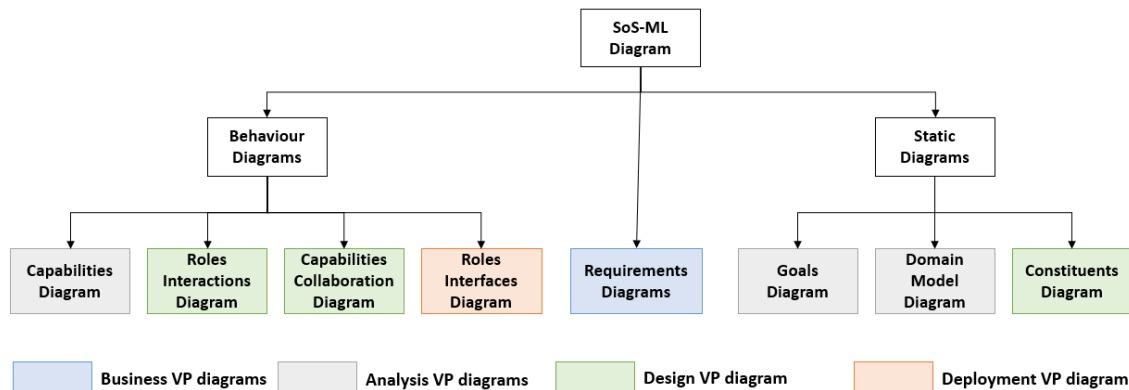 SoS-ML
Diagram
Behaviour
Diagrams
Static
Diagrams
Capabilities
Diagram
Roles
Interactions
Diagram
Capabilities
Collaboration
Diagram
Roles
Interfaces
Diagram
Requirements
Diagrams
Goals
Diagram
Domain
Model
Diagram
Constituents
Diagram
Business VP diagrams
Analysis VP diagrams
Design VP diagram
Deployment VP diagram